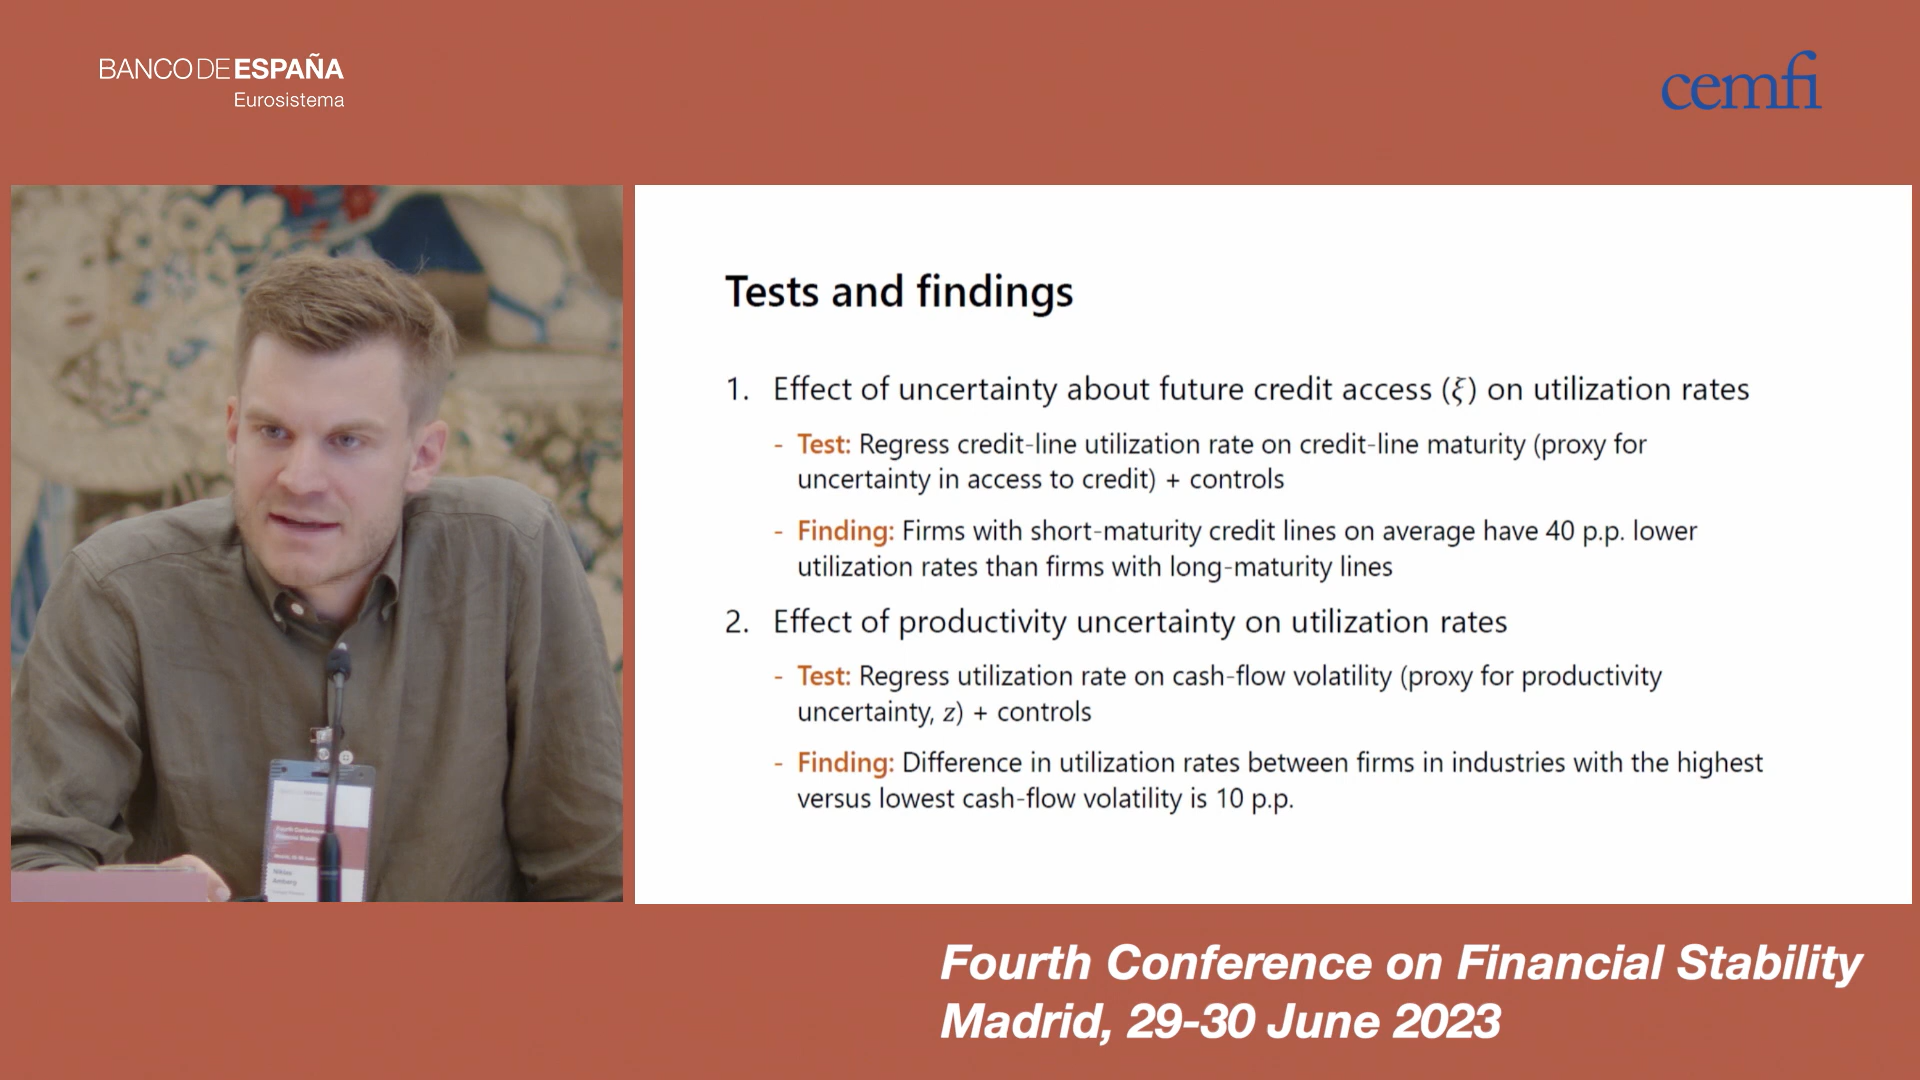 BANCO DE ESPAÑA
Eurosistema
cemfi
Tests and findings
1. Effect of uncertainty about future credit access (ξ) on utilization rates
- Test: Regress credit-line utilization rate on credit-line maturity (proxy for
uncertainty in access to credit) + controls
- Finding: Firms with short-maturity credit lines on average have 40 p.p. lower
utilization rates than firms with long-maturity lines
2. Effect of productivity uncertainty on utilization rates
- Test: Regress utilization rate on cash-flow volatility (proxy for productivity
uncertainty, z) + controls
- Finding: Difference in utilization rates between firms in industries with the highest
versus lowest cash-flow volatility is 10 p.p.
Fourth Conference
Fourth Conference on Financial Stability
Madrid, 29-30 June 2023